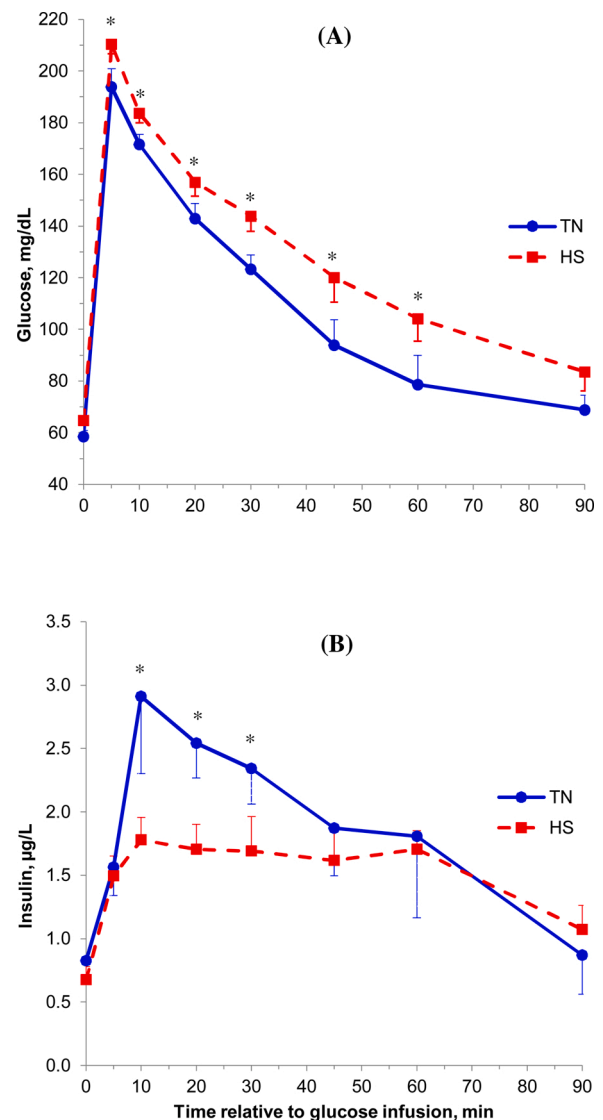 (A)
Glucose, mg/dL
220
200
180
160
140
120
100
80
60
40
* * * * * * *
TN
HS
0 10 20 30 40 50 60 70 80 90
(B)
Insulin, µg/L
3.5
3.0
2.5
2.0
1.5
1.0
0.5
0.0
* * *
TN
HS
0 10 20 30 40 50 60 70 80 90
Time relative to glucose infusion, min